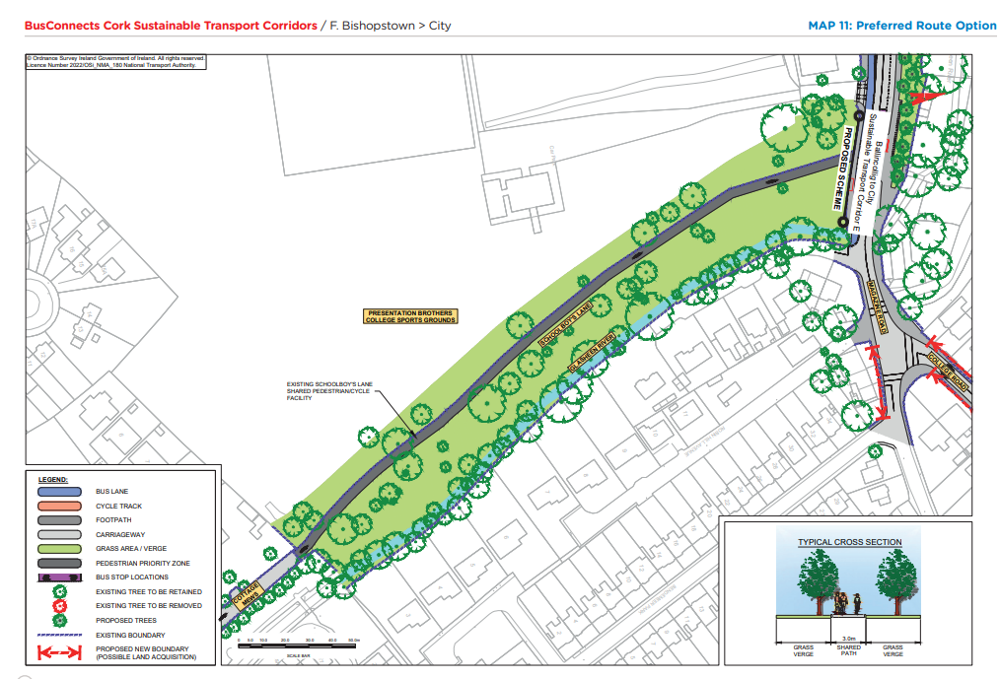 BusConnects Cork Sustainable Transport Corridors / F. Bishopstown > City
MAP 11: Preferred Route Option
© Ordnance Survey Ireland Government of Ireland. All rights reserved.
Licence Number 2022/OSi_NMA_180 National Transport Authority.
PROPOSED SCHEME
Ballincollig to City
Sustainable Transport Corridor E
MAGAZINE ROAD
COLLEGE ROAD
PRESENTATION BROTHERS
COLLEGE SPORTS GROUNDS
SCHOOLBOY'S LANE
GLASHEEN RIVER
EXISTING SCHOOLBOY'S LANE
SHARED PEDESTRIAN/CYCLE
FACILITY
COTTAGE
MEWS
LEGEND:
BUS LANE
CYCLE TRACK
FOOTPATH
CARRIAGEWAY
GRASS AREA / VERGE
PEDESTRIAN PRIORITY ZONE
BUS STOP LOCATIONS
EXISTING TREE TO BE RETAINED
EXISTING TREE TO BE REMOVED
PROPOSED TREES
EXISTING BOUNDARY
PROPOSED NEW BOUNDARY
(POSSIBLE LAND ACQUISITION)
0 5.0 10.0 20.0 30.0 40.0 50.0m
SCALE BAR
TYPICAL CROSS SECTION
3.0m
GRASS
VERGE
SHARED
PATH
GRASS
VERGE